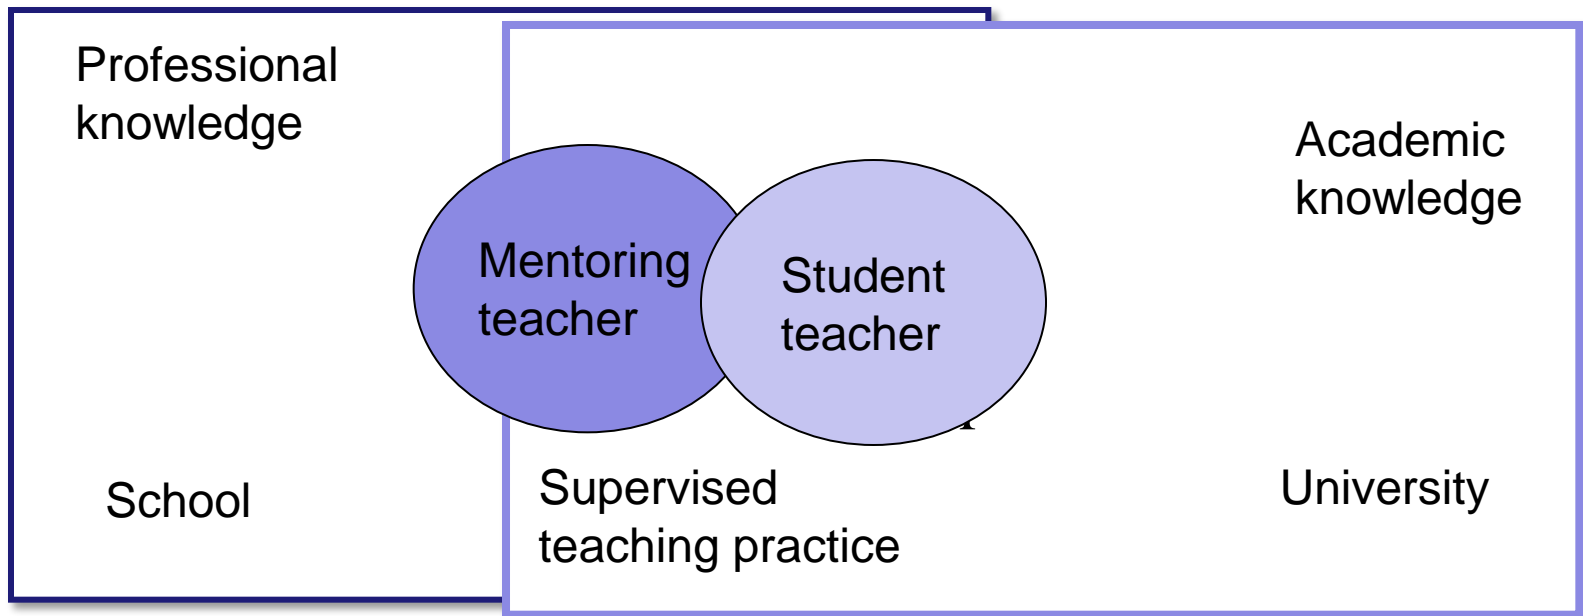 Professional
knowledge
Academic
knowledge
Mentoring
teacher
Student
teacher
School
Supervised
teaching practice
University